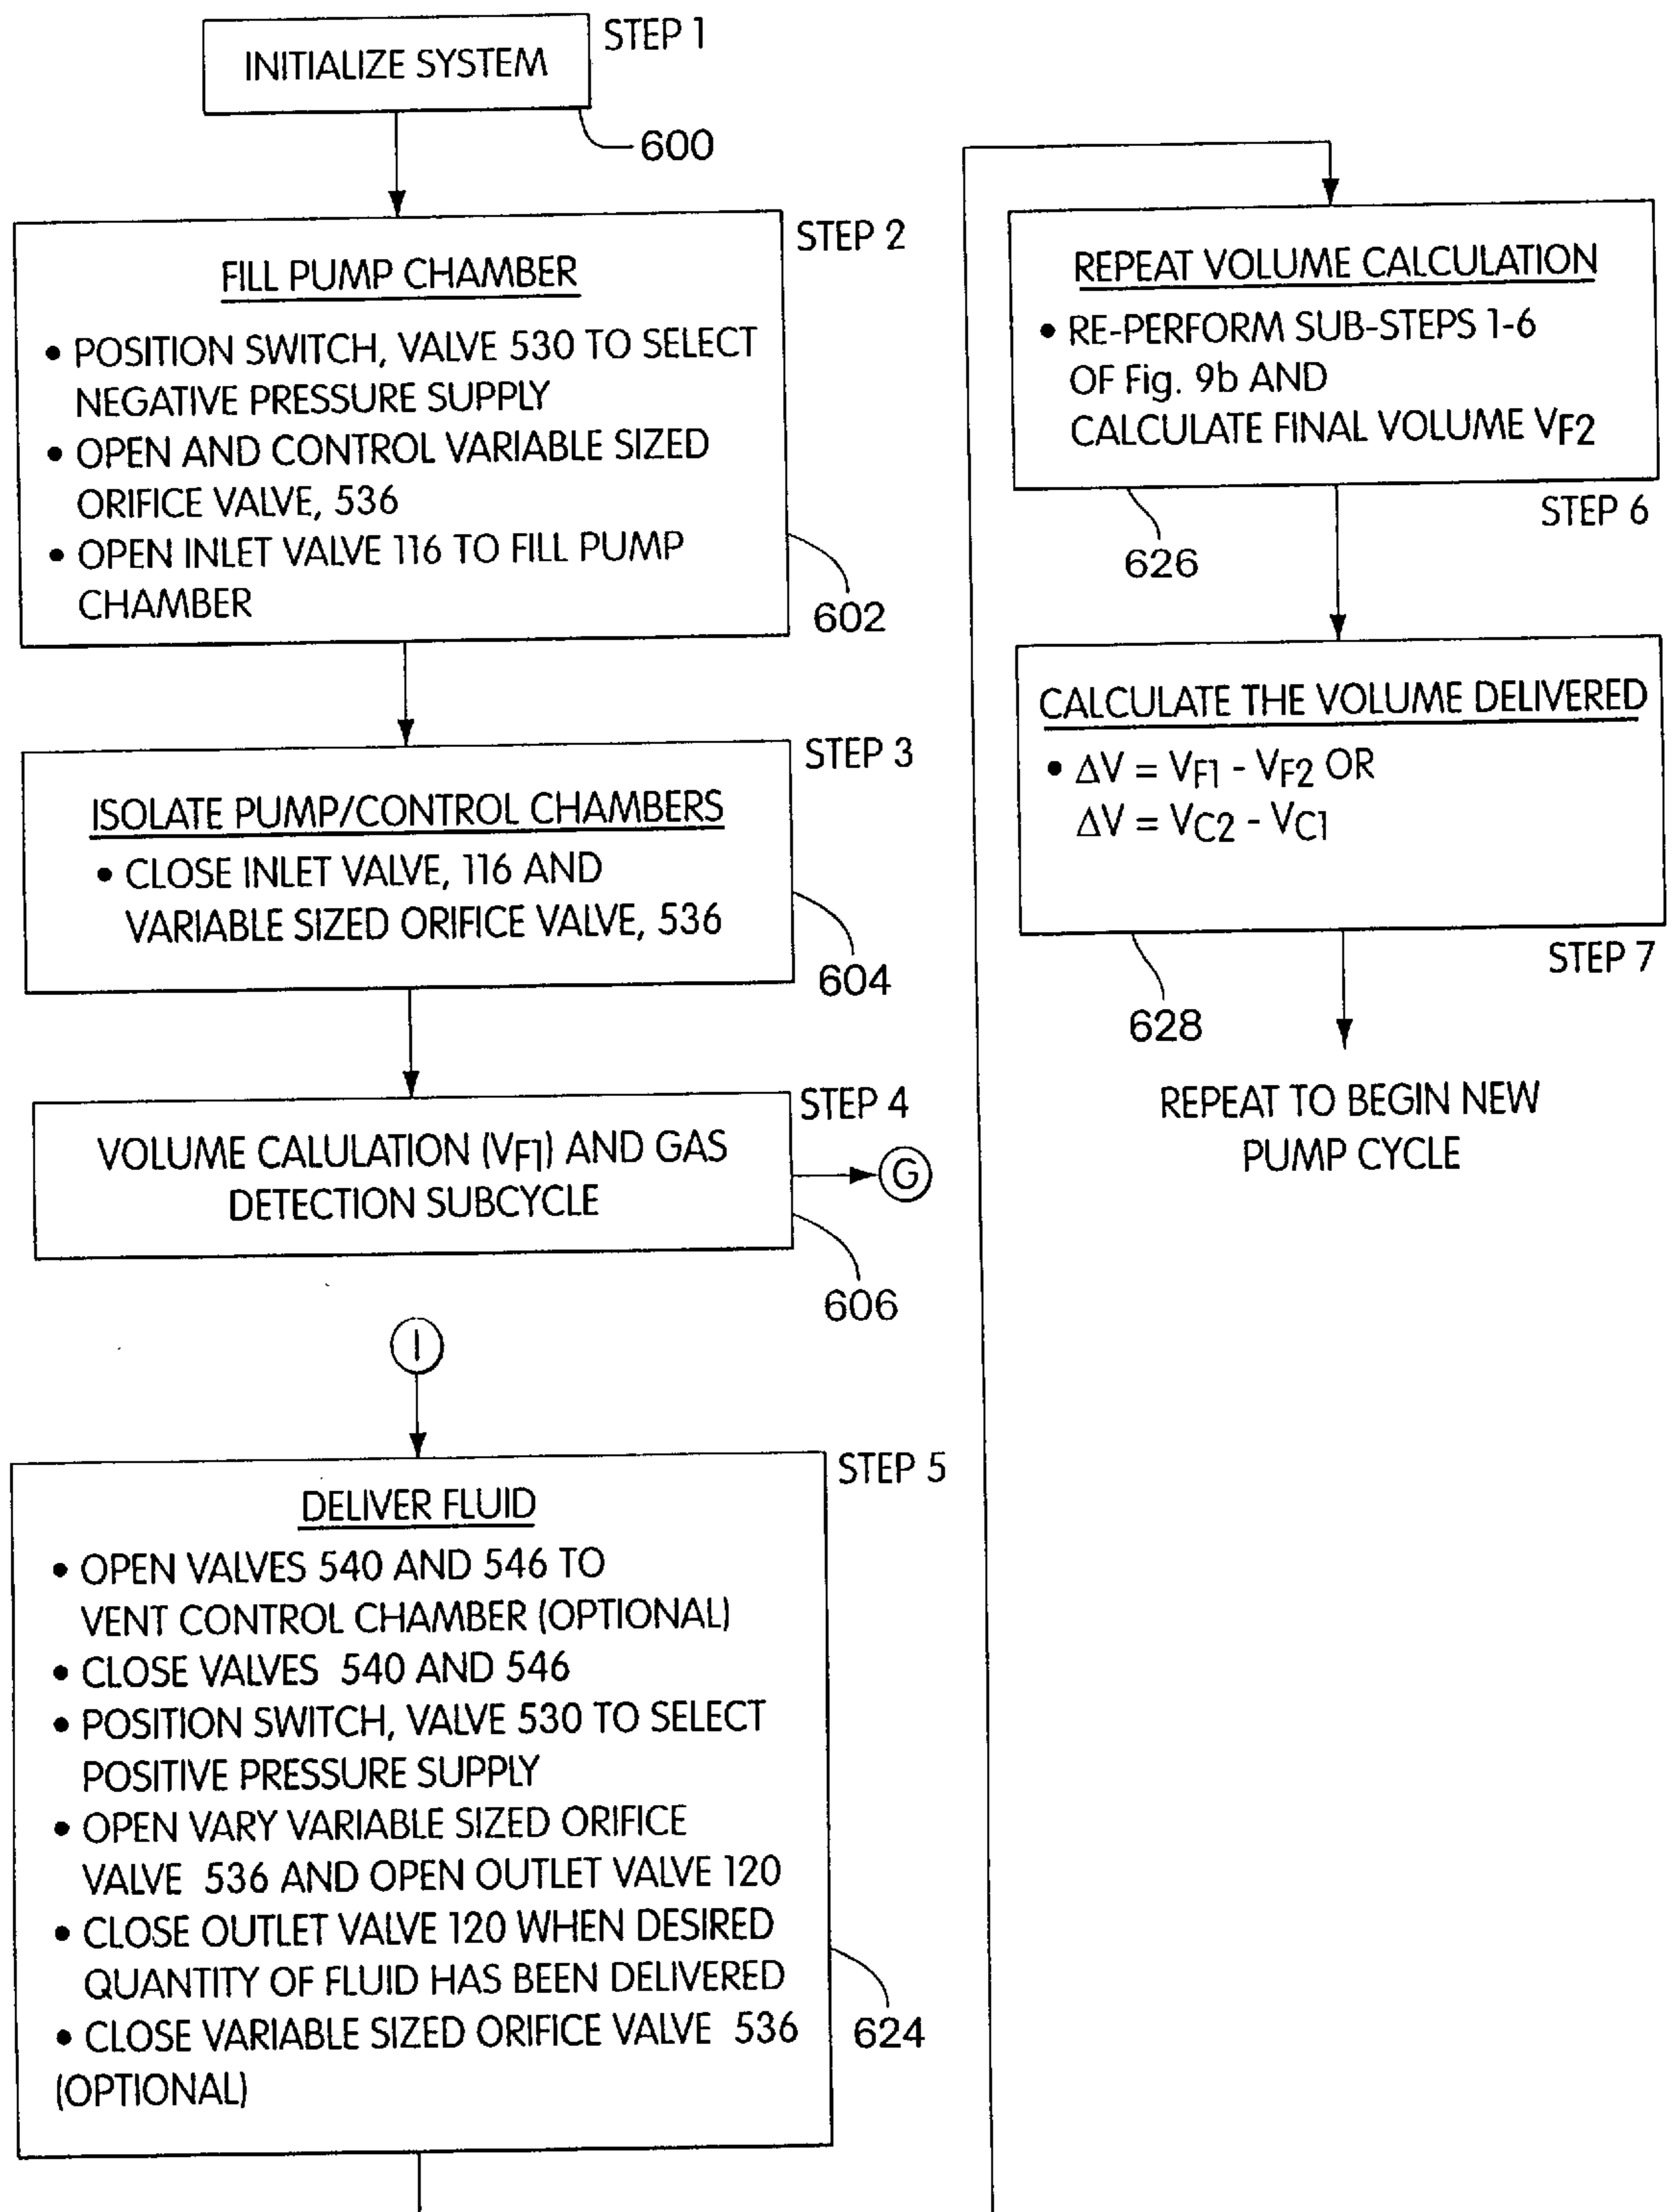 STEP 1
INITIALIZE SYSTEM
600
STEP 2
FILL PUMP CHAMBER
• POSITION SWITCH, VALVE 530 TO SELECT
NEGATIVE PRESSURE SUPPLY
• OPEN AND CONTROL VARIABLE SIZED
ORIFICE VALVE, 536
• OPEN INLET VALVE 116 TO FILL PUMP
CHAMBER
602
STEP 3
ISOLATE PUMP/CONTROL CHAMBERS
• CLOSE INLET VALVE, 116 AND
VARIABLE SIZED ORIFICE VALVE, 536
604
STEP 4
VOLUME CALULATION (VF1) AND GAS
DETECTION SUBCYCLE
G
606
I
STEP 5
DELIVER FLUID
• OPEN VALVES 540 AND 546 TO
VENT CONTROL CHAMBER (OPTIONAL)
• CLOSE VALVES 540 AND 546
• POSITION SWITCH, VALVE 530 TO SELECT
POSITIVE PRESSURE SUPPLY
• OPEN VARY VARIABLE SIZED ORIFICE
VALVE 536 AND OPEN OUTLET VALVE 120
• CLOSE OUTLET VALVE 120 WHEN DESIRED
QUANTITY OF FLUID HAS BEEN DELIVERED
• CLOSE VARIABLE SIZED ORIFICE VALVE 536
(OPTIONAL)
624
REPEAT VOLUME CALCULATION
• RE-PERFORM SUB-STEPS 1-6
OF Fig. 9b AND
CALCULATE FINAL VOLUME VF2
STEP 6
626
CALCULATE THE VOLUME DELIVERED
• ΔV = VF1 - VF2 OR
ΔV = VC2 - VC1
STEP 7
628
REPEAT TO BEGIN NEW
PUMP CYCLE